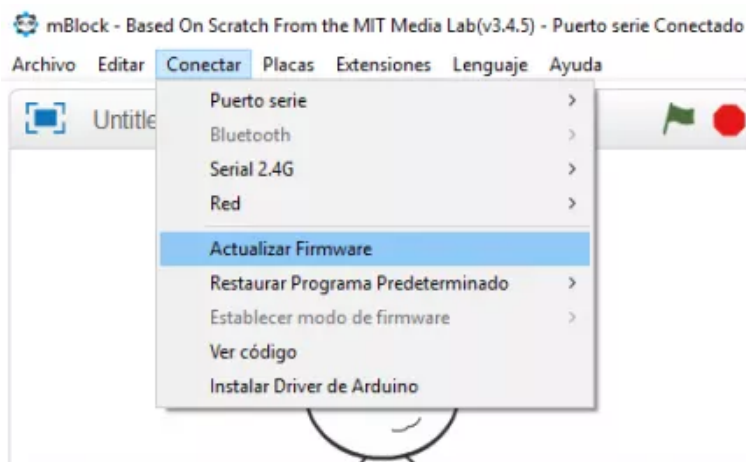 mBlock - Based On Scratch From the MIT Media Lab(v3.4.5) - Puerto serie Conectado
Archivo Editar Conectar Placas Extensiones Lenguaje Ayuda
Untitle
Puerto serie
Bluetooth
Serial 2.4G
Red
Actualizar Firmware
Restaurar Programa Predeterminado
Establecer modo de firmware
Ver código
Instalar Driver de Arduino